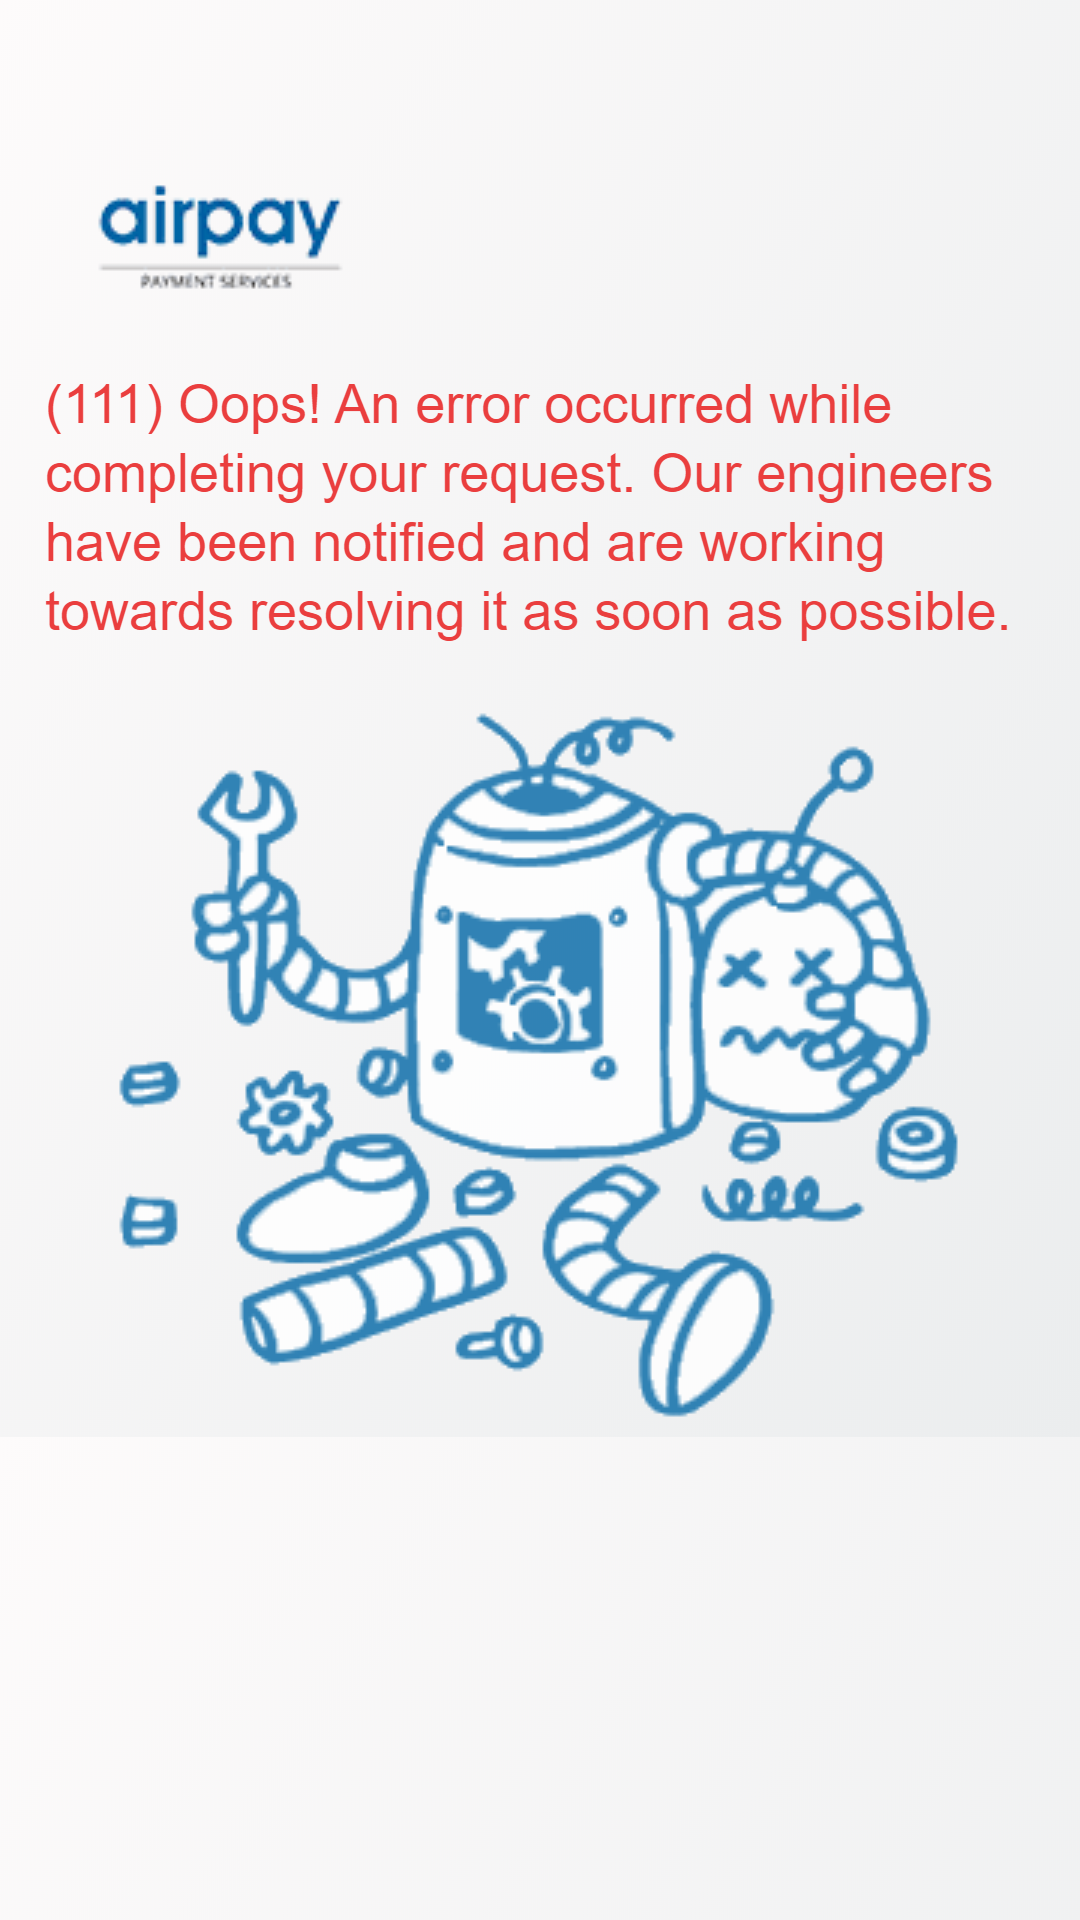 airpay
PAYMENT SERVICES
(111) Oops! An error occurred while
completing your request. Our engineers
have been notified and are working
towards resolving it as soon as possible.